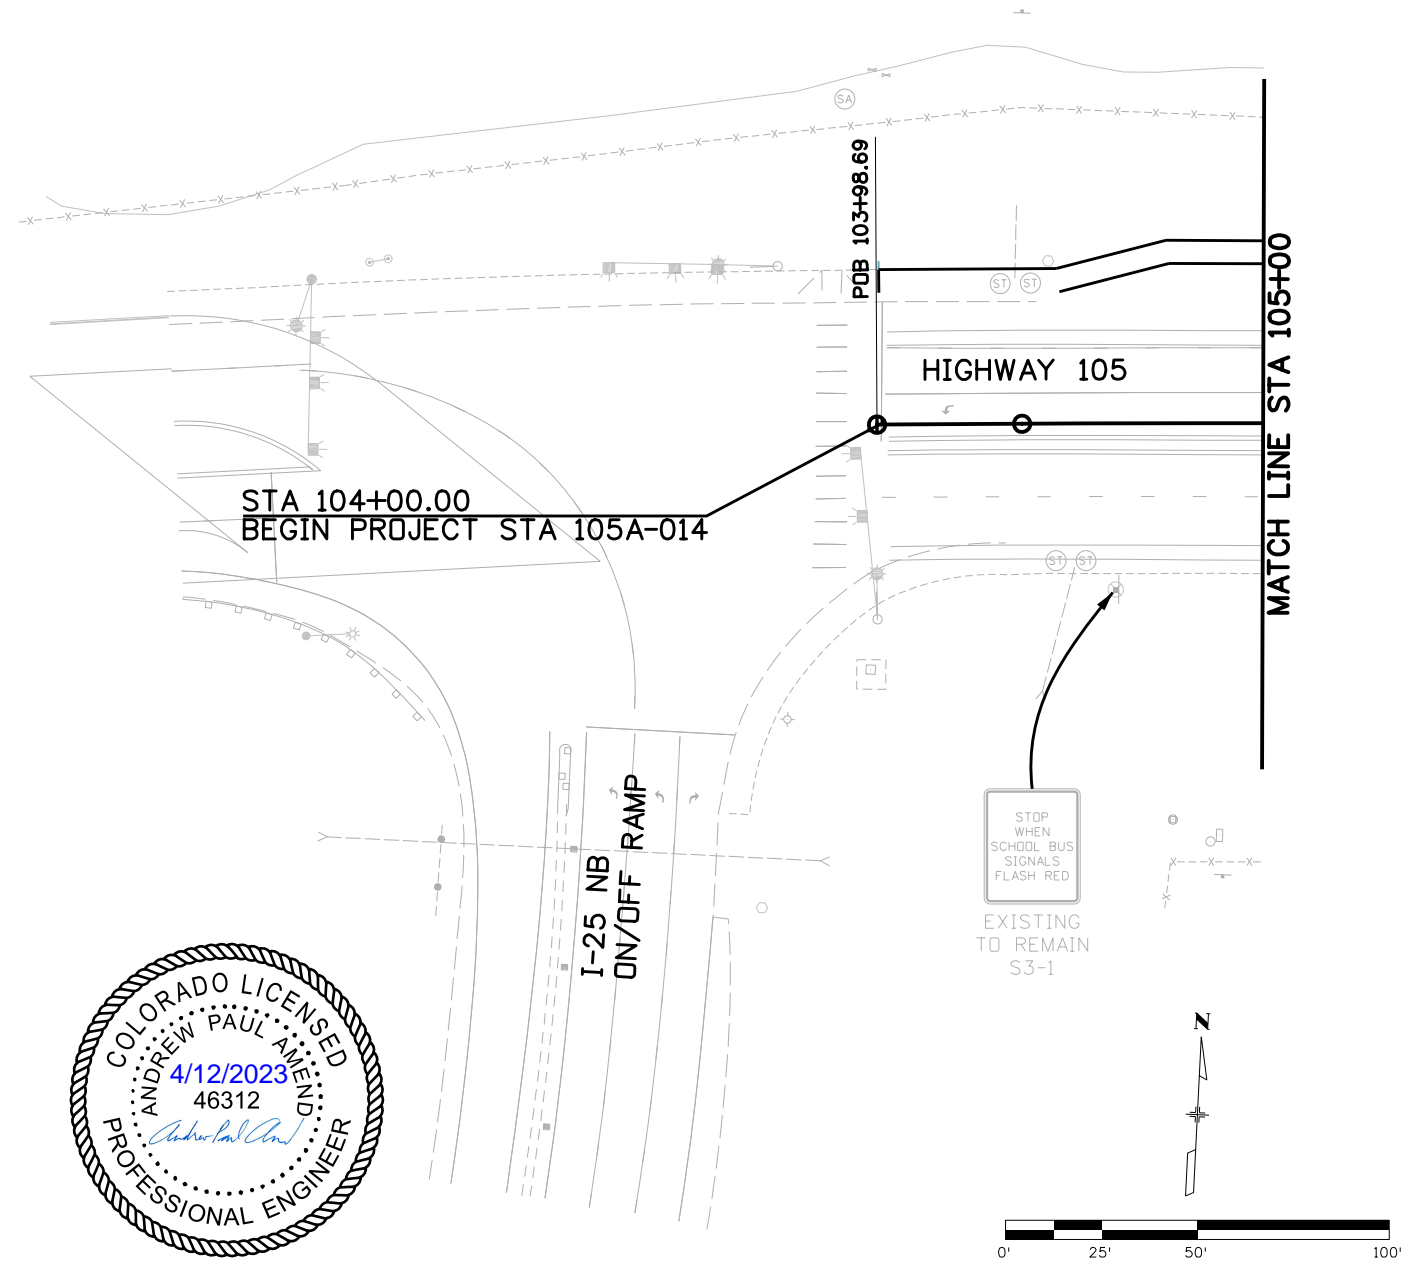 SA
POB 103+98.69
ST ST
HIGHWAY 105
MATCH LINE STA 105+00
STA 104+00.00
BEGIN PROJECT STA 105A-014
ST ST
I-25 NB
ON/OFF RAMP
STOP
WHEN
SCHOOL BUS
SIGNALS
FLASH RED
EXISTING
TO REMAIN
S3-1
COLORADO LICENSED
ANDREW PAUL AMEND
4/12/2023
46312
Andrew Paul Amend
PROFESSIONAL ENGINEER
N
0' 25' 50' 100'